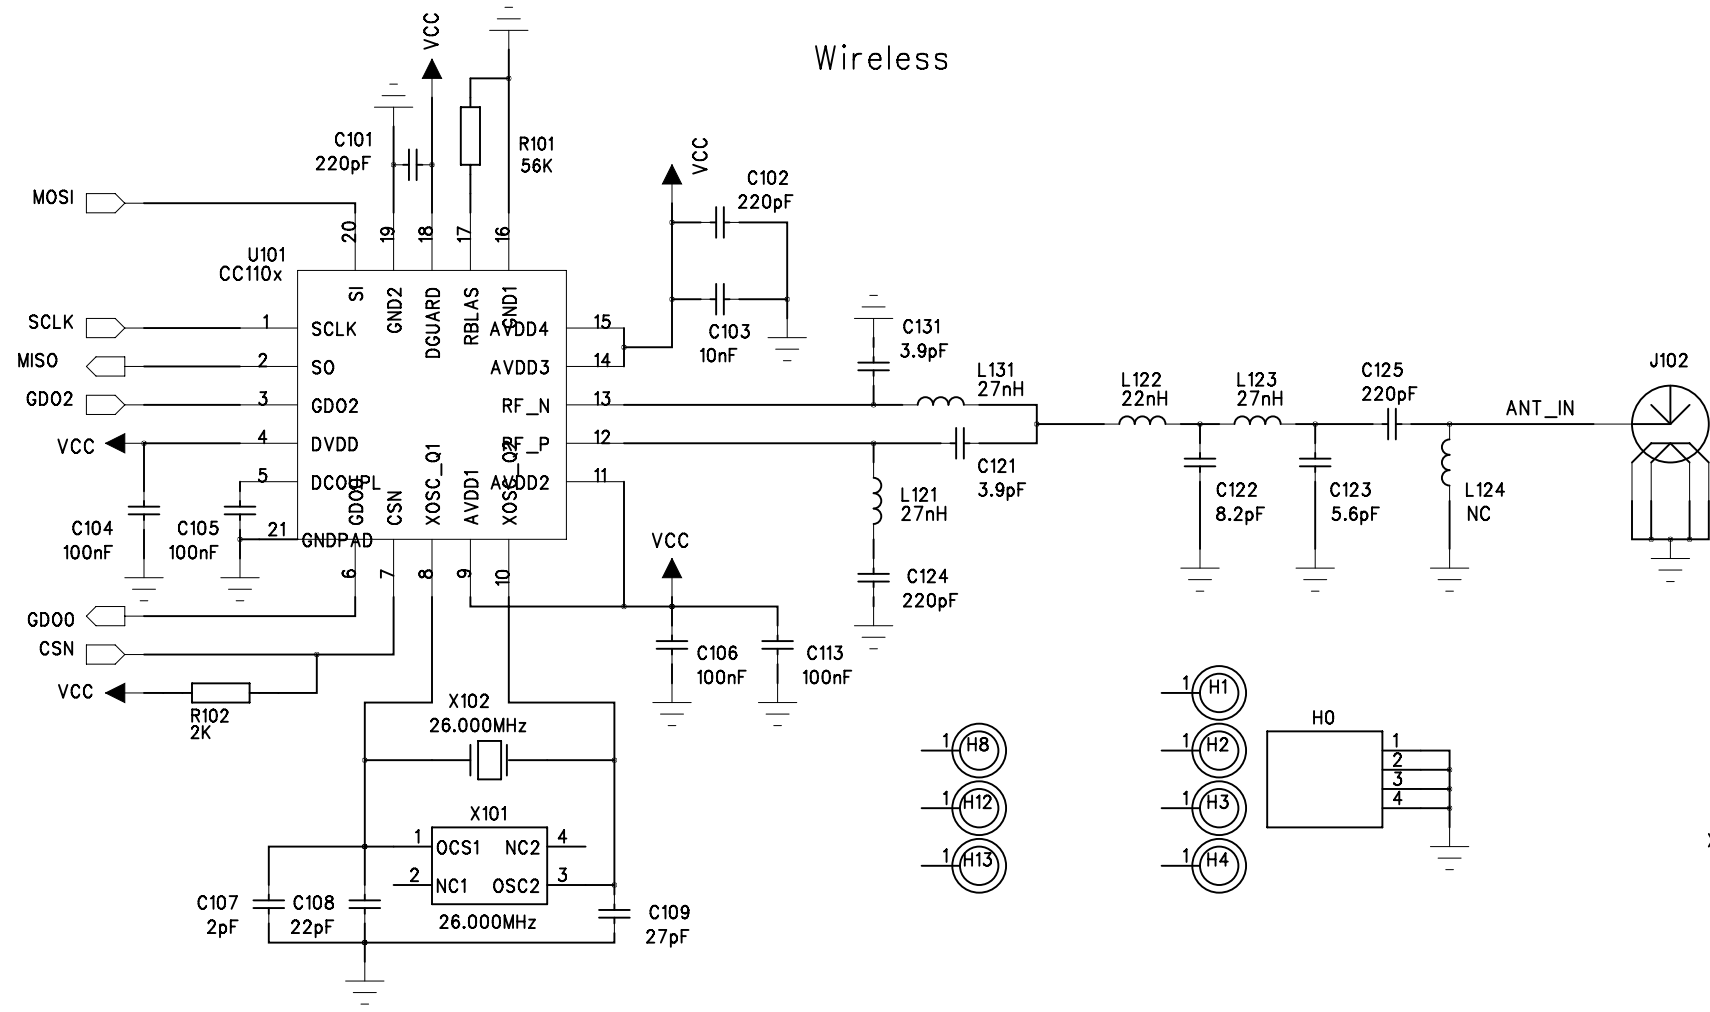 Wireless
VCC
C101
220pF
R101
56K
VCC
C102
220pF
C103
10nF
MOSI
20
19
18
17
16
U101
CC110x
SI
GND2
DGUARD
RBLAS
GND1
SCLK
1
SCLK
AVDD4
15
MISO
2
SO
AVDD3
14
GDO2
3
GDO2
RF_N
13
VCC
4
DVDD
RF_P
12
5
DCOUPL
AVDD2
11
GDO0
CSN
XOSC_Q1
AVDD1
XOSC_Q2
21
GNDPAD
C104
100nF
C105
100nF
6
7
8
9
10
GDO0
CSN
VCC
R102
2K
C131
3.9pF
L131
27nH
C121
3.9pF
L121
27nH
C124
220pF
L122
22nH
L123
27nH
C125
220pF
ANT_IN
J102
C122
8.2pF
C123
5.6pF
L124
NC
VCC
C106
100nF
C113
100nF
X102
26.000MHz
X101
1
OCS1
NC2
4
2
NC1
OSC2
3
26.000MHz
C107
2pF
C108
22pF
C109
27pF
1
H8
1
H12
1
H13
1
H1
1
H2
1
H3
1
H4
H0
1
2
3
4